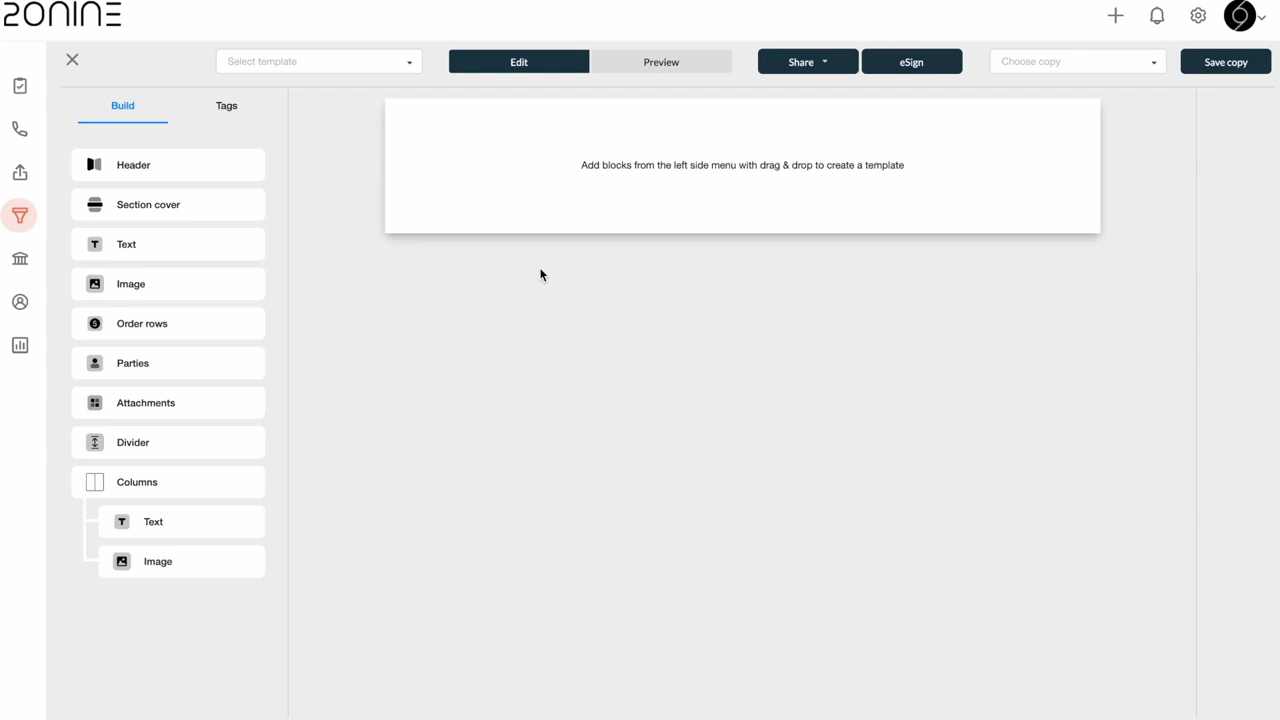 20NINE
Select template
Edit
Preview
Share
eSign
Choose copy
Save copy
Build
Tags
Header
Section cover
Text
Image
Order rows
Parties
Attachments
Divider
Columns
Text
Image
Add blocks from the left side menu with drag & drop to create a template